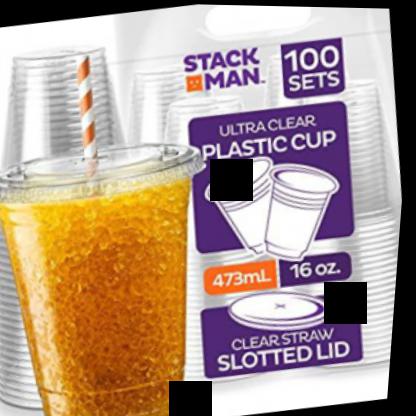 STACK
MAN
100
SETS
ULTRA CLEAR
PLASTIC CUP
473mL 16 oz.
CLEAR STRAW
SLOTTED LID